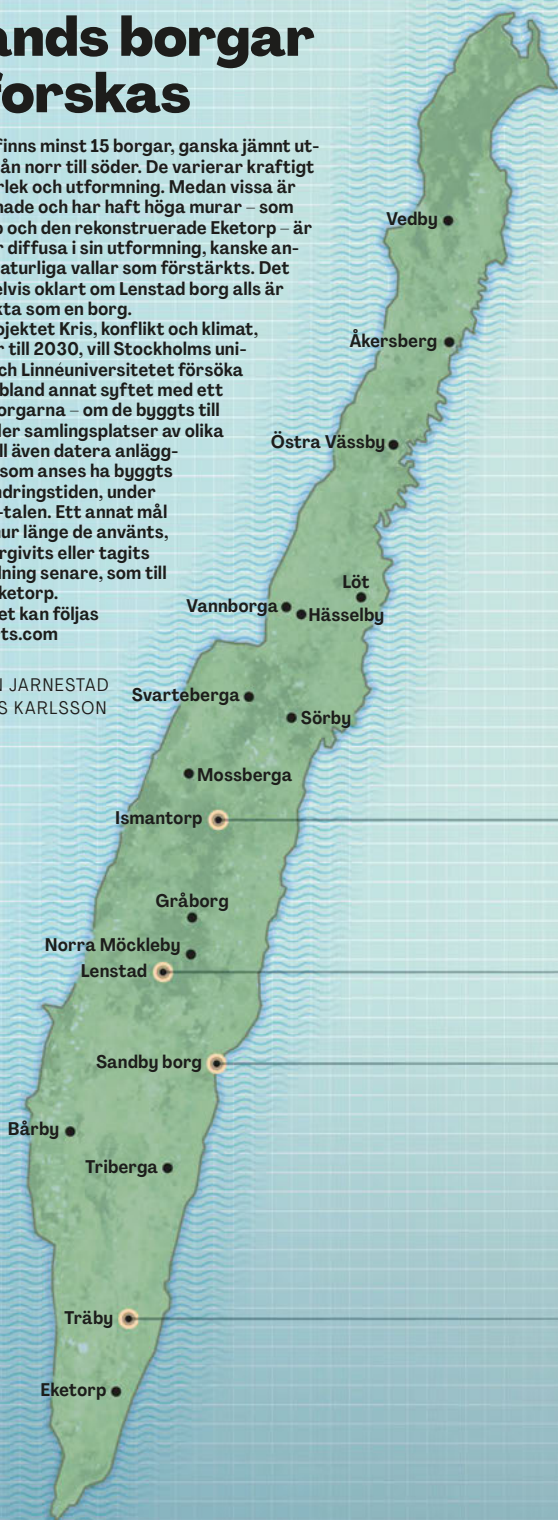 ands borgar
forskas
finns minst 15 borgar, ganska jämnt ut-
ån norr till söder. De varierar kraftigt
rlek och utformning. Medan vissa är
nade och har haft höga murar – som
o och den rekonstruerade Eketorp – är
r diffusa i sin utformning, kanske an-
aturliga vallar som förstärkts. Det
elvis oklart om Lenstad borg alls är
kta som en borg.
ojektet Kris, konflikt och klimat,
r till 2030, vill Stockholms uni-
ch Linnéuniversitetet försöka
bland annat syftet med ett
orgarna – om de byggts till
ler samlingsplatser av olika
ll även datera anlägg-
som anses ha byggts
ndringstiden, under
-talen. Ett annat mål
hur länge de använts,
ergivits eller tagits
dning senare, som till
ketorp.
et kan följas
ts.com
N JARNESTAD
S KARLSSON
Vedby
Åkersberg
Östra Vässby
Löt
Vannborga
Hässelby
Svarteberga
Sörby
Mossberga
Ismantorp
Gråborg
Norra Möckleby
Lenstad
Sandby borg
Bårby
Triberga
Träby
Eketorp